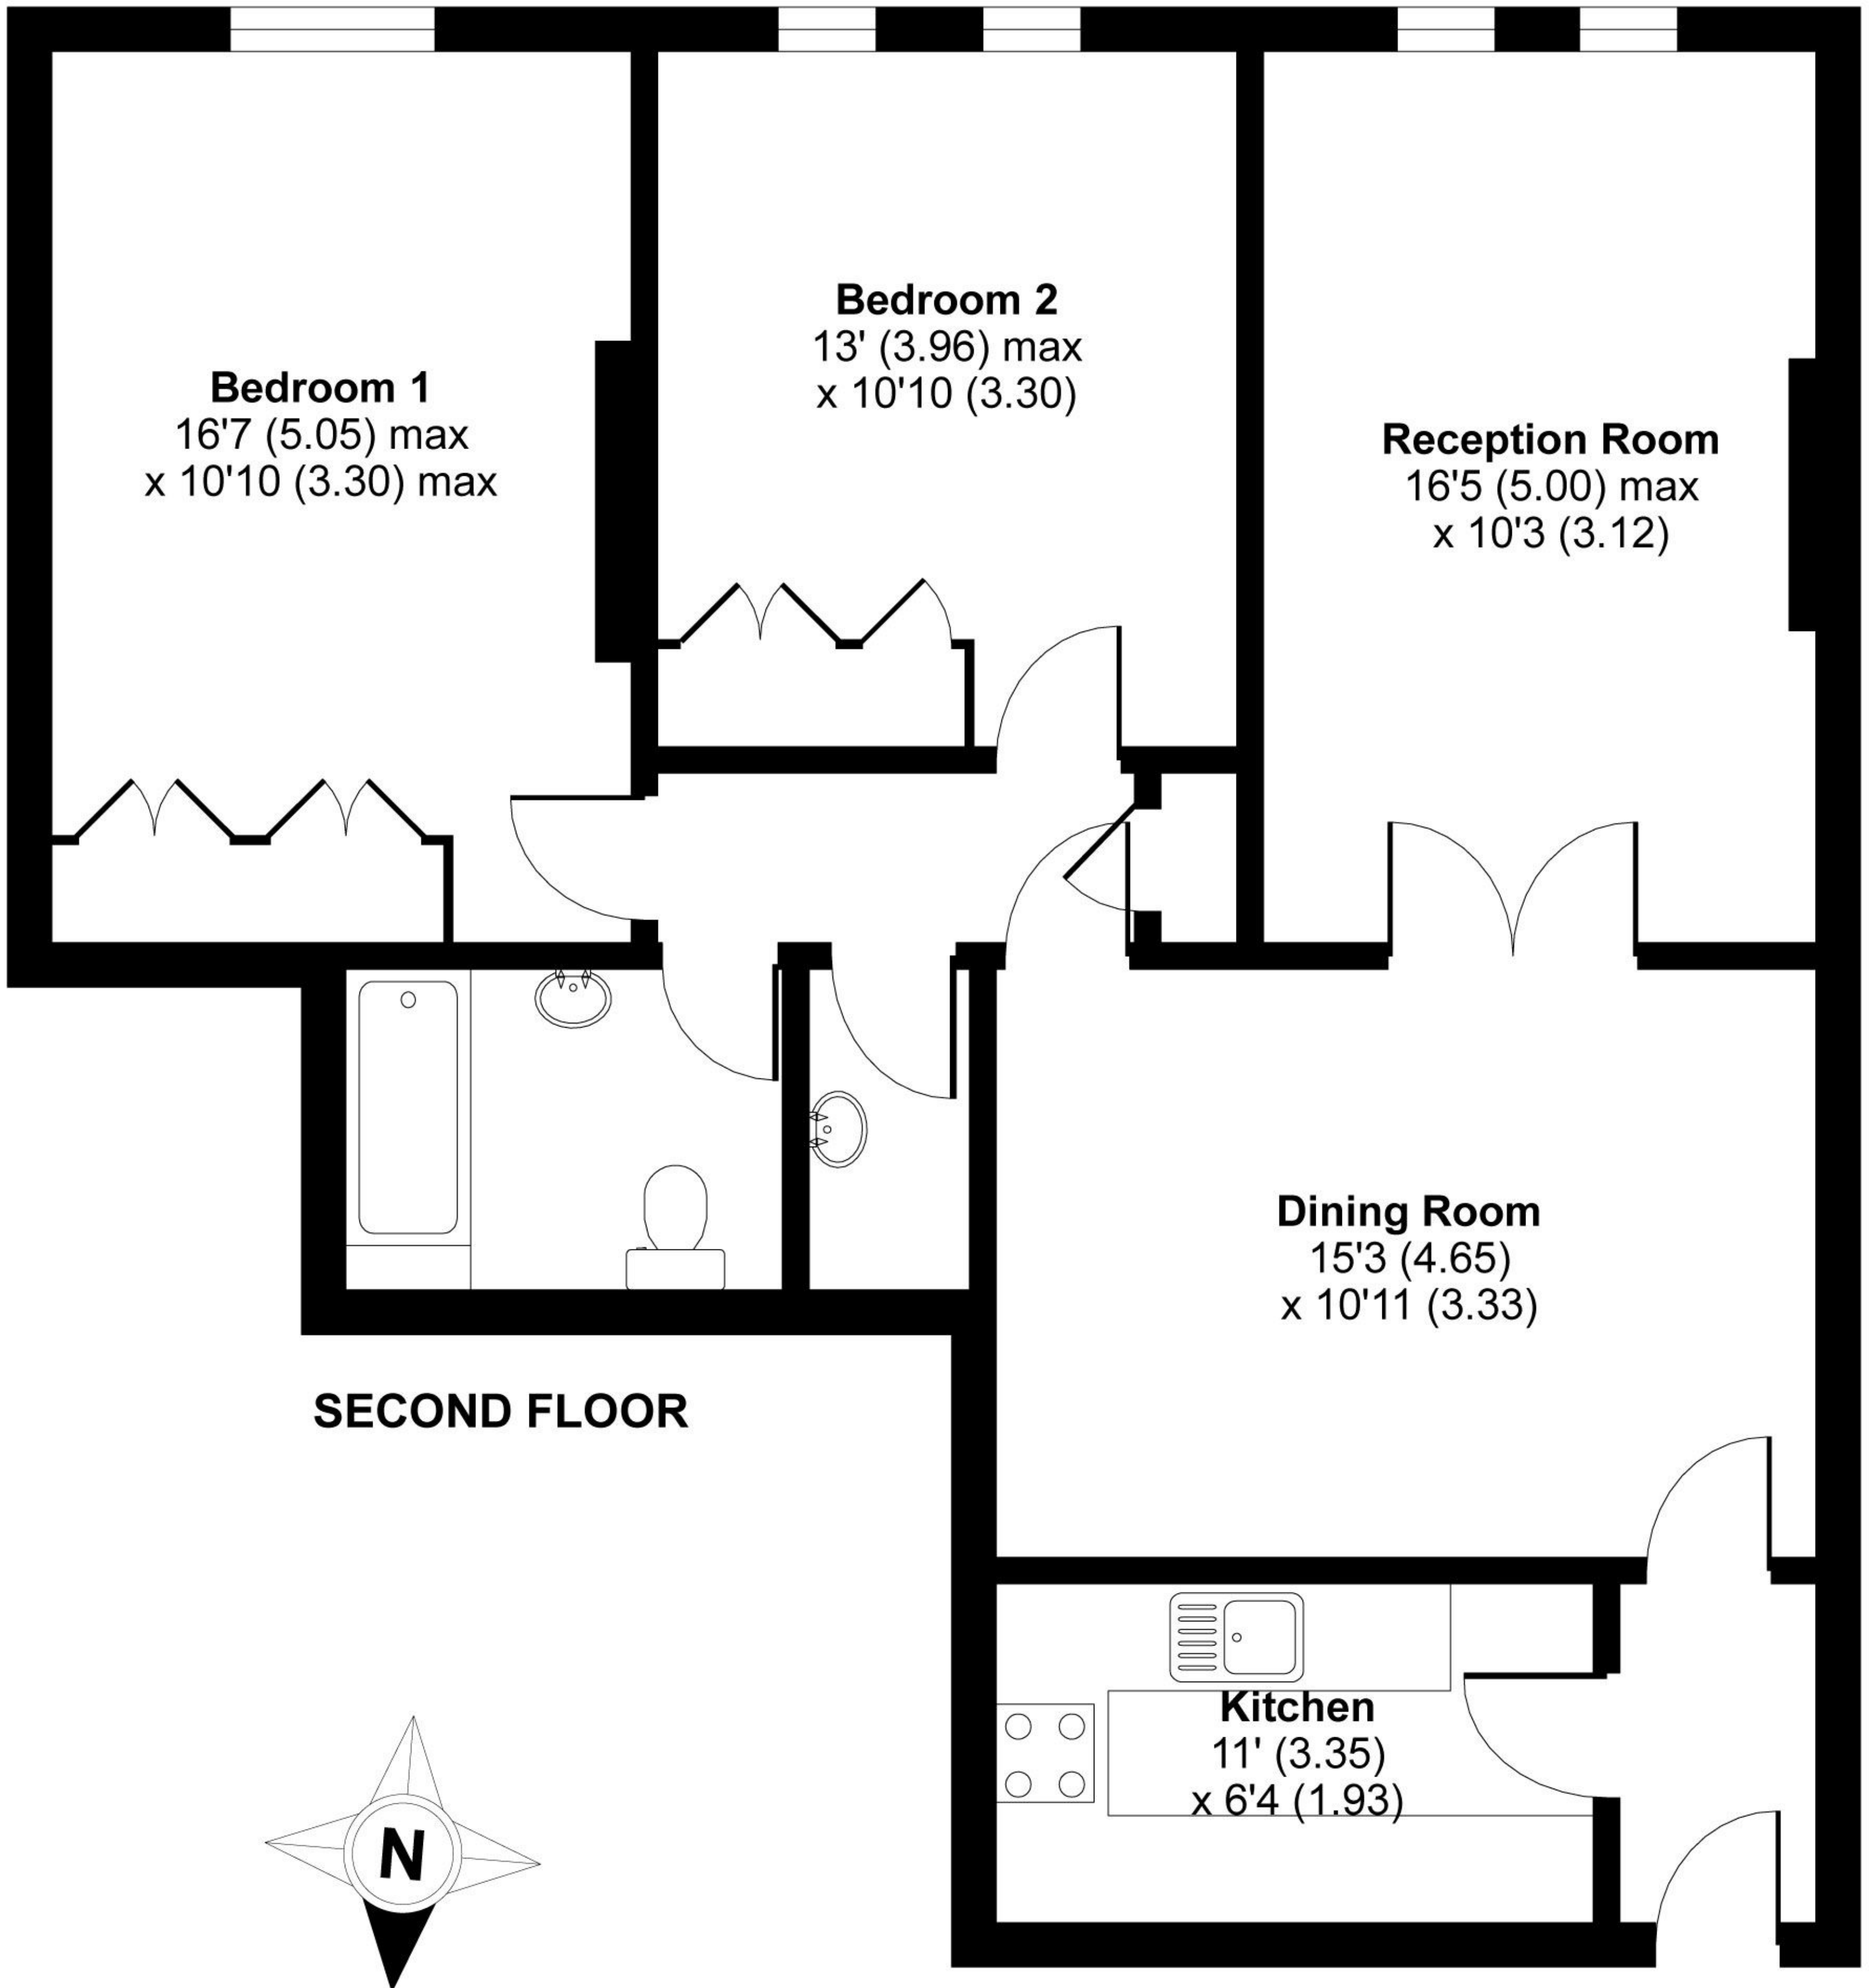 Bedroom 1
16'7 (5.05) max
x 10'10 (3.30) max
Bedroom 2
13' (3.96) max
x 10'10 (3.30)
Reception Room
16'5 (5.00) max
x 10'3 (3.12)
Dining Room
15'3 (4.65)
x 10'11 (3.33)
SECOND FLOOR
Kitchen
11' (3.35)
x 6'4 (1.93)
N